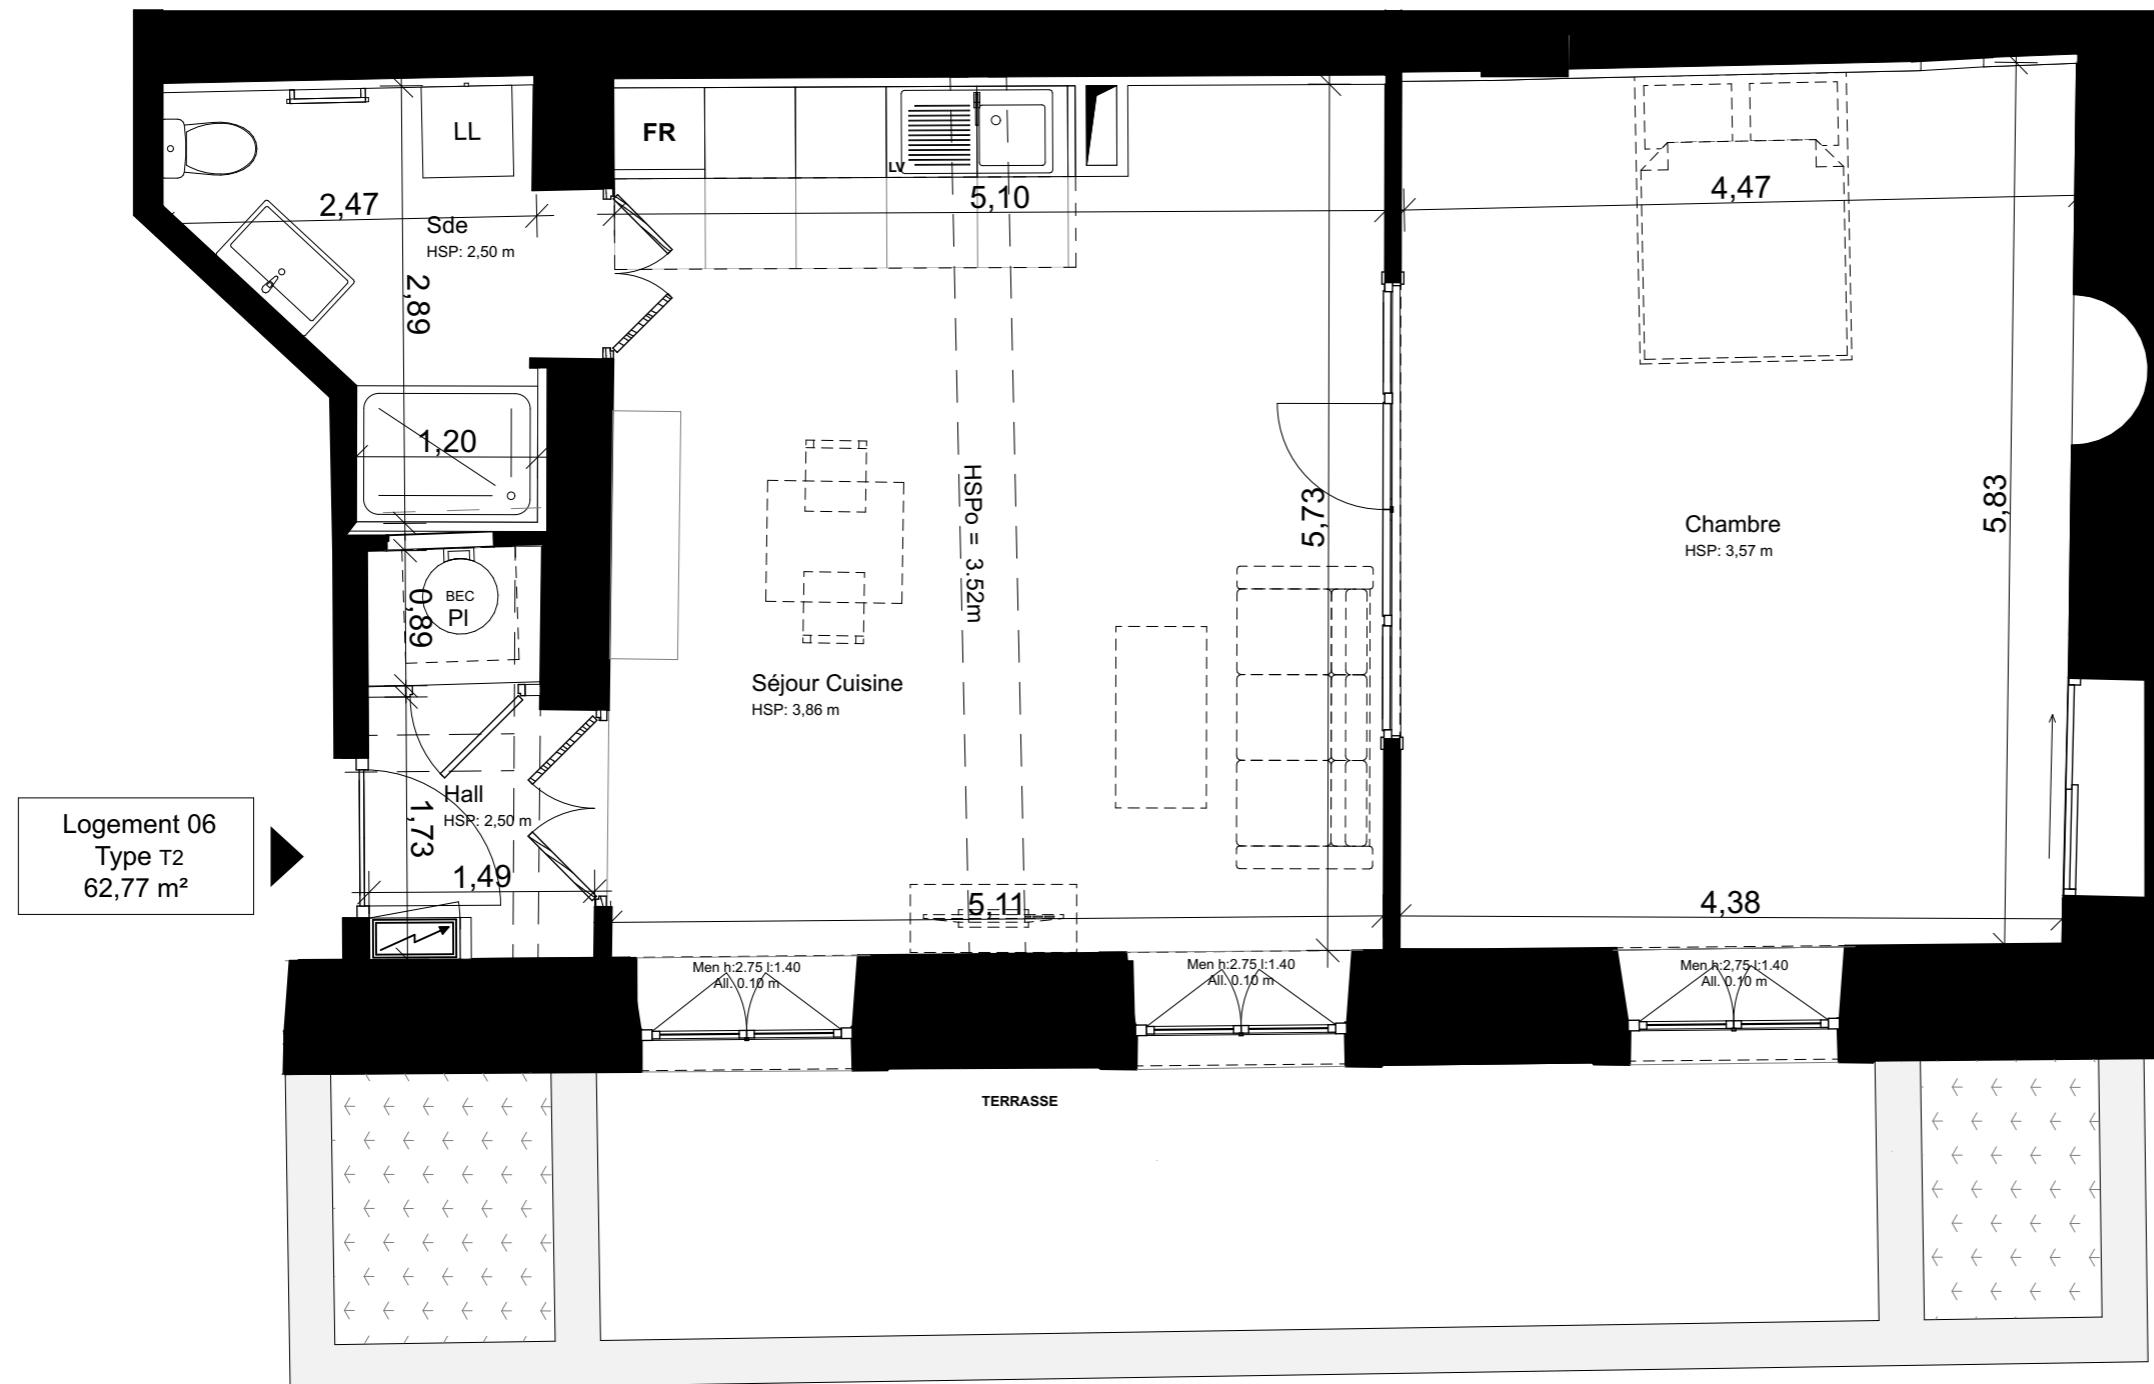 LL
FR
LV
2,47
Sde
HSP: 2,50 m
5,10
4,47
2,89
1,20
HSPo = 3.52m
5,73
5,83
Chambre
HSP: 3,57 m
BEC
Pl
0,89
Séjour Cuisine
HSP: 3,86 m
Hall
HSP: 2,50 m
1,73
1,49
Logement 06
Type T2
62,77 m²
5,11
4,38
Men h:2.75 l:1.40
All. 0.10 m
Men h:2.75 l:1.40
All. 0.10 m
Men h:2,75 l:1.40
All. 0.10 m
TERRASSE